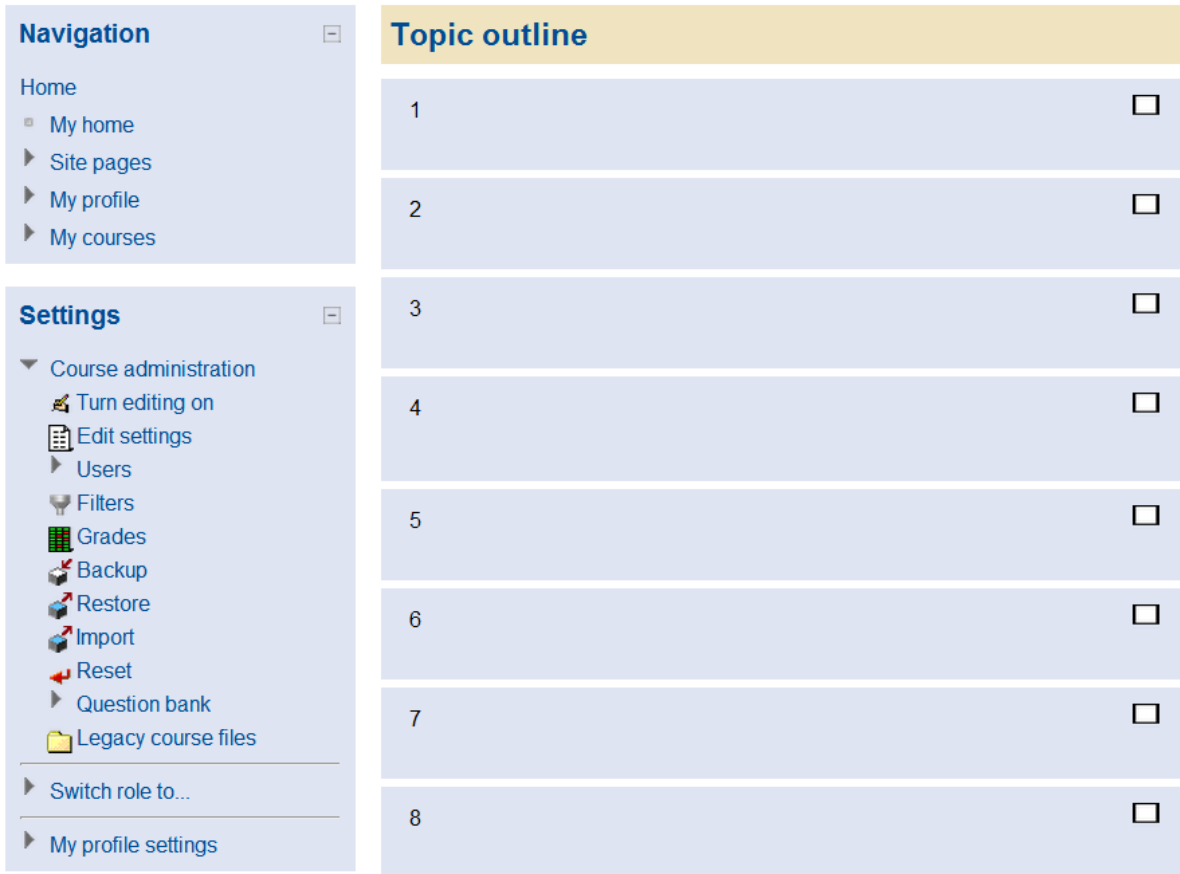 Navigation
Home
My home
Site pages
My profile
My courses
Settings
Course administration
Turn editing on
Edit settings
Users
Filters
Grades
Backup
Restore
Import
Reset
Question bank
Legacy course files
Switch role to...
My profile settings
Topic outline
1
2
3
4
5
6
7
8